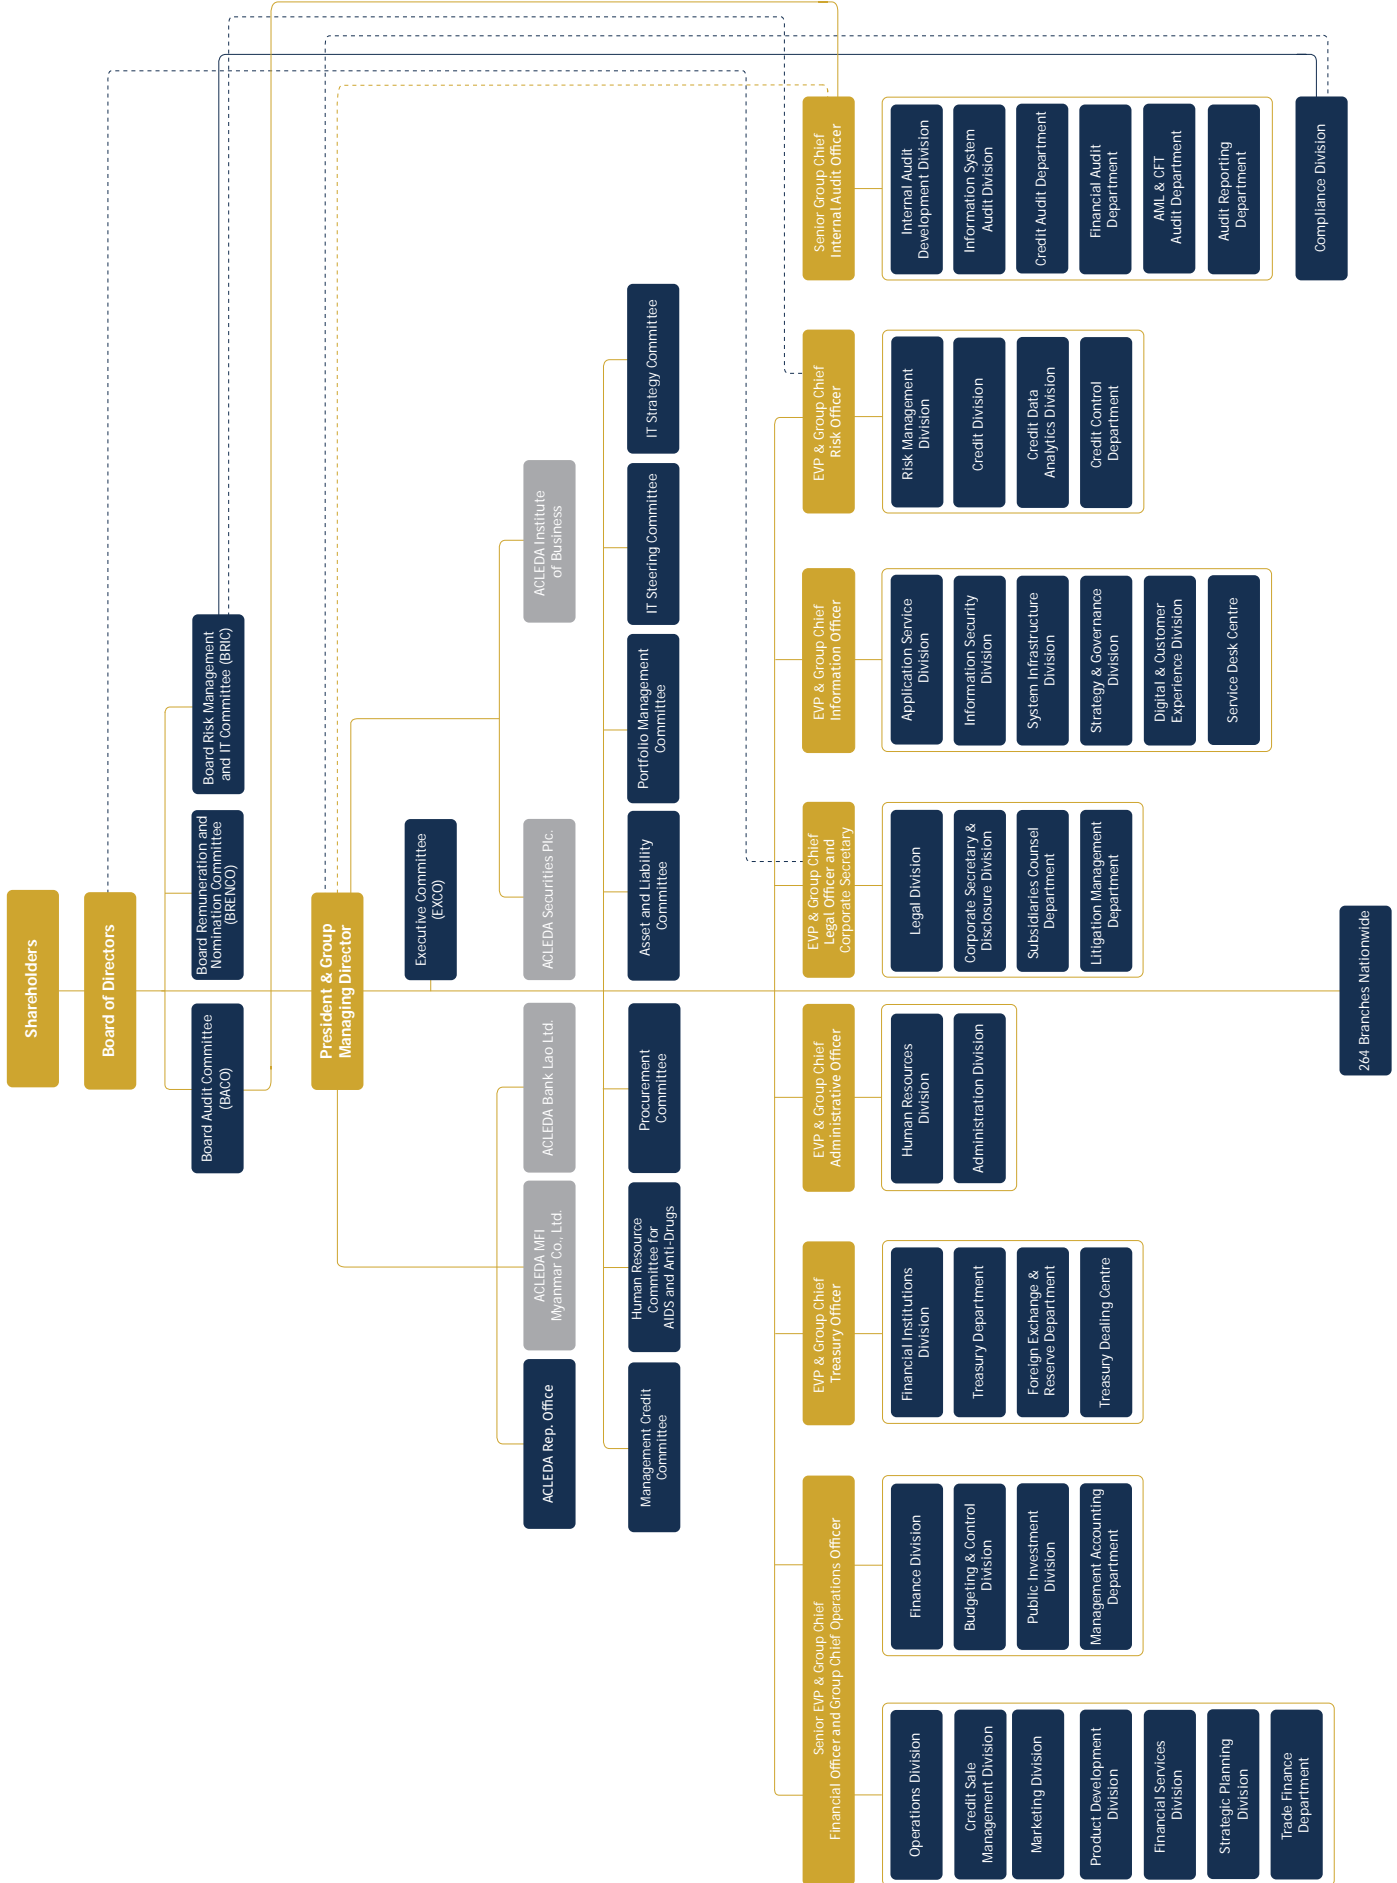 Shareholders
Board of Directors
Board Audit Committee
(BACO)
Board Remuneration and
Nomination Committee
(BRENCO)
Board Risk Management
and IT Committee (BRIC)
President & Group
Managing Director
Executive Committee
(EXCO)
ACLEDA Rep. Office
ACLEDA MFI
Myanmar Co., Ltd.
ACLEDA Bank Lao Ltd.
ACLEDA Securities Plc.
ACLEDA Institute
of Business
Management Credit
Committee
Human Resource
Committee for
AIDS and Anti-Drugs
Procurement
Committee
Asset and Liability
Committee
Portfolio Management
Committee
IT Steering Committee
IT Strategy Committee
Senior EVP & Group Chief
Financial Officer and Group Chief Operations Officer
Operations Division
Credit Sale
Management Division
Marketing Division
Product Development
Division
Financial Services
Division
Strategic Planning
Division
Trade Finance
Department
Finance Division
Budgeting & Control
Division
Public Investment
Division
Management Accounting
Department
EVP & Group Chief
Treasury Officer
Financial Institutions
Division
Treasury Department
Foreign Exchange &
Reserve Department
Treasury Dealing Centre
EVP & Group Chief
Administrative Officer
Human Resources
Division
Administration Division
EVP & Group Chief
Legal Officer and
Corporate Secretary
Legal Division
Corporate Secretary &
Disclosure Division
Subsidiaries Counsel
Department
Litigation Management
Department
EVP & Group Chief
Information Officer
Application Service
Division
Information Security
Division
System Infrastructure
Division
Strategy & Governance
Division
Digital & Customer
Experience Division
Service Desk Centre
EVP & Group Chief
Risk Officer
Risk Management
Division
Credit Division
Credit Data
Analytics Division
Credit Control
Department
Senior Group Chief
Internal Audit Officer
Internal Audit
Development Division
Information System
Audit Division
Credit Audit Department
Financial Audit
Department
AML & CFT
Audit Department
Audit Reporting
Department
Compliance Division
264 Branches Nationwide